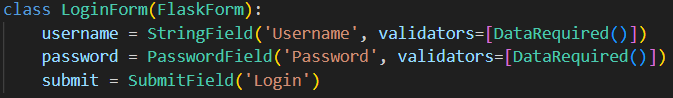 class LoginForm(FlaskForm):
    username = StringField('Username', validators=[DataRequired()])
    password = PasswordField('Password', validators=[DataRequired()])
    submit = SubmitField('Login')